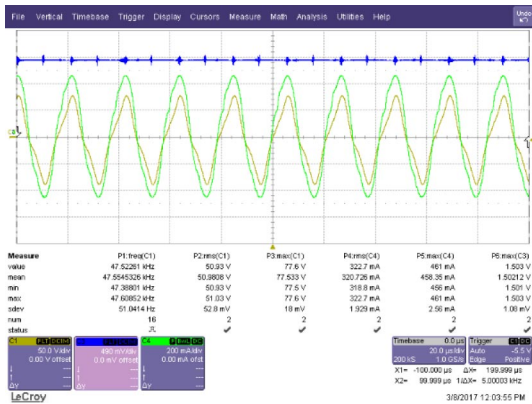 File Vertical Timebase Trigger Display Cursors Measure Math Analysis Utilities Help Undo
Measure P1:freq(C1) P2:rms(C1) P3:max(C1) P4:rms(C4) P5:max(C4) P6:max(C3)
value 47.52261 kHz 50.93 V 77.6 V 322.7 mA 461 mA 1.503 V
mean 47.5545326 kHz 50.9808 V 77.533 V 320.726 mA 458.35 mA 1.50212 V
min 47.38801 kHz 50.93 V 77.5 V 318.8 mA 456 mA 1.501 V
max 47.60852 kHz 51.03 V 77.6 V 322.7 mA 461 mA 1.503 V
sdev 51.0414 Hz 52.8 mV 18 mV 1.929 mA 2.56 mA 1.08 mV
num 16 2 2 2 2 2
status
C1 C4 Timebase 0.0 µs Trigger
50.0 V/div 490 mV/div 200 mA/div 20.0 µs/div Auto -5.5 V
0.00 V offset 0.0 mV offset 0.00 mA ofst 200 kS 1.0 GS/s Edge Positive
X1= -100.000 µs ΔX= 199.999 µs
X2= 99.999 µs 1/ΔX= 5.00003 kHz
LeCroy 3/8/2017 12:03:55 PM